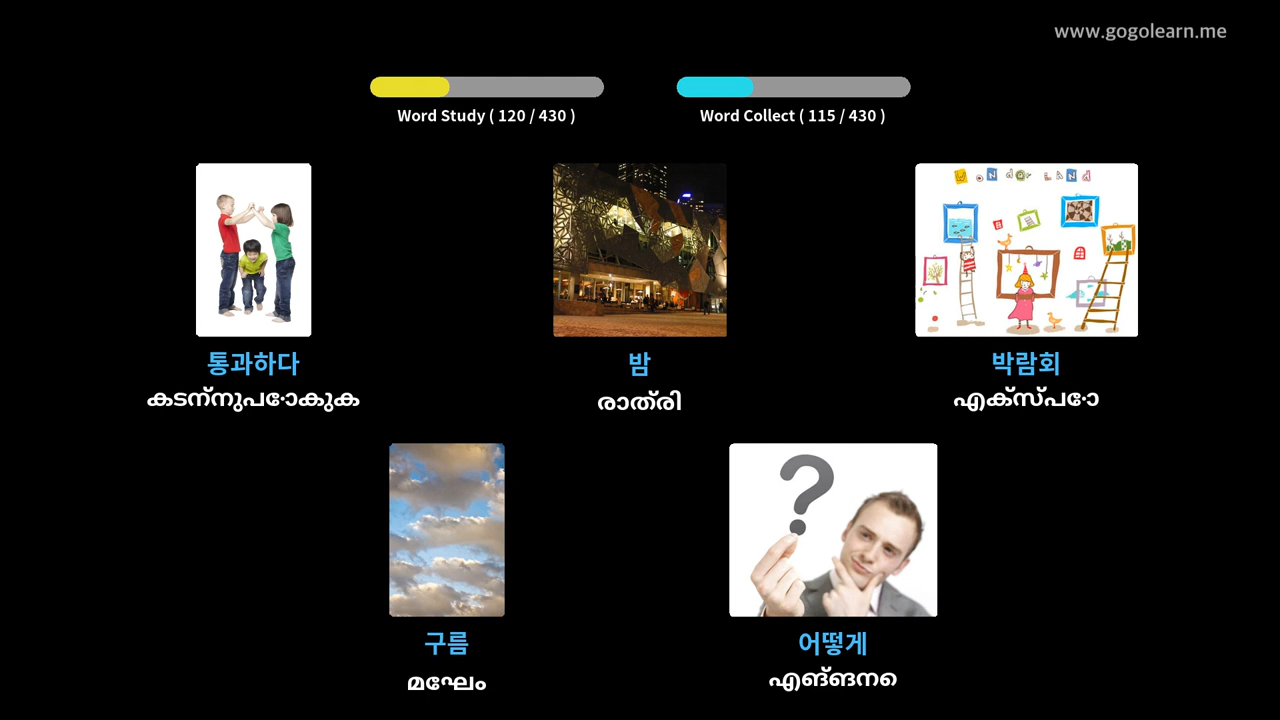 www.gogolearn.me
Word Study ( 120 / 430 )
Word Collect ( 115 / 430 )
W o N d @ r L A N d
통과하다
밤
박람회
കടന്നുപോകുക
രാത്രി
എക്സ്പോ
구름
어떻게
മേഘം
എങ്ങനെ